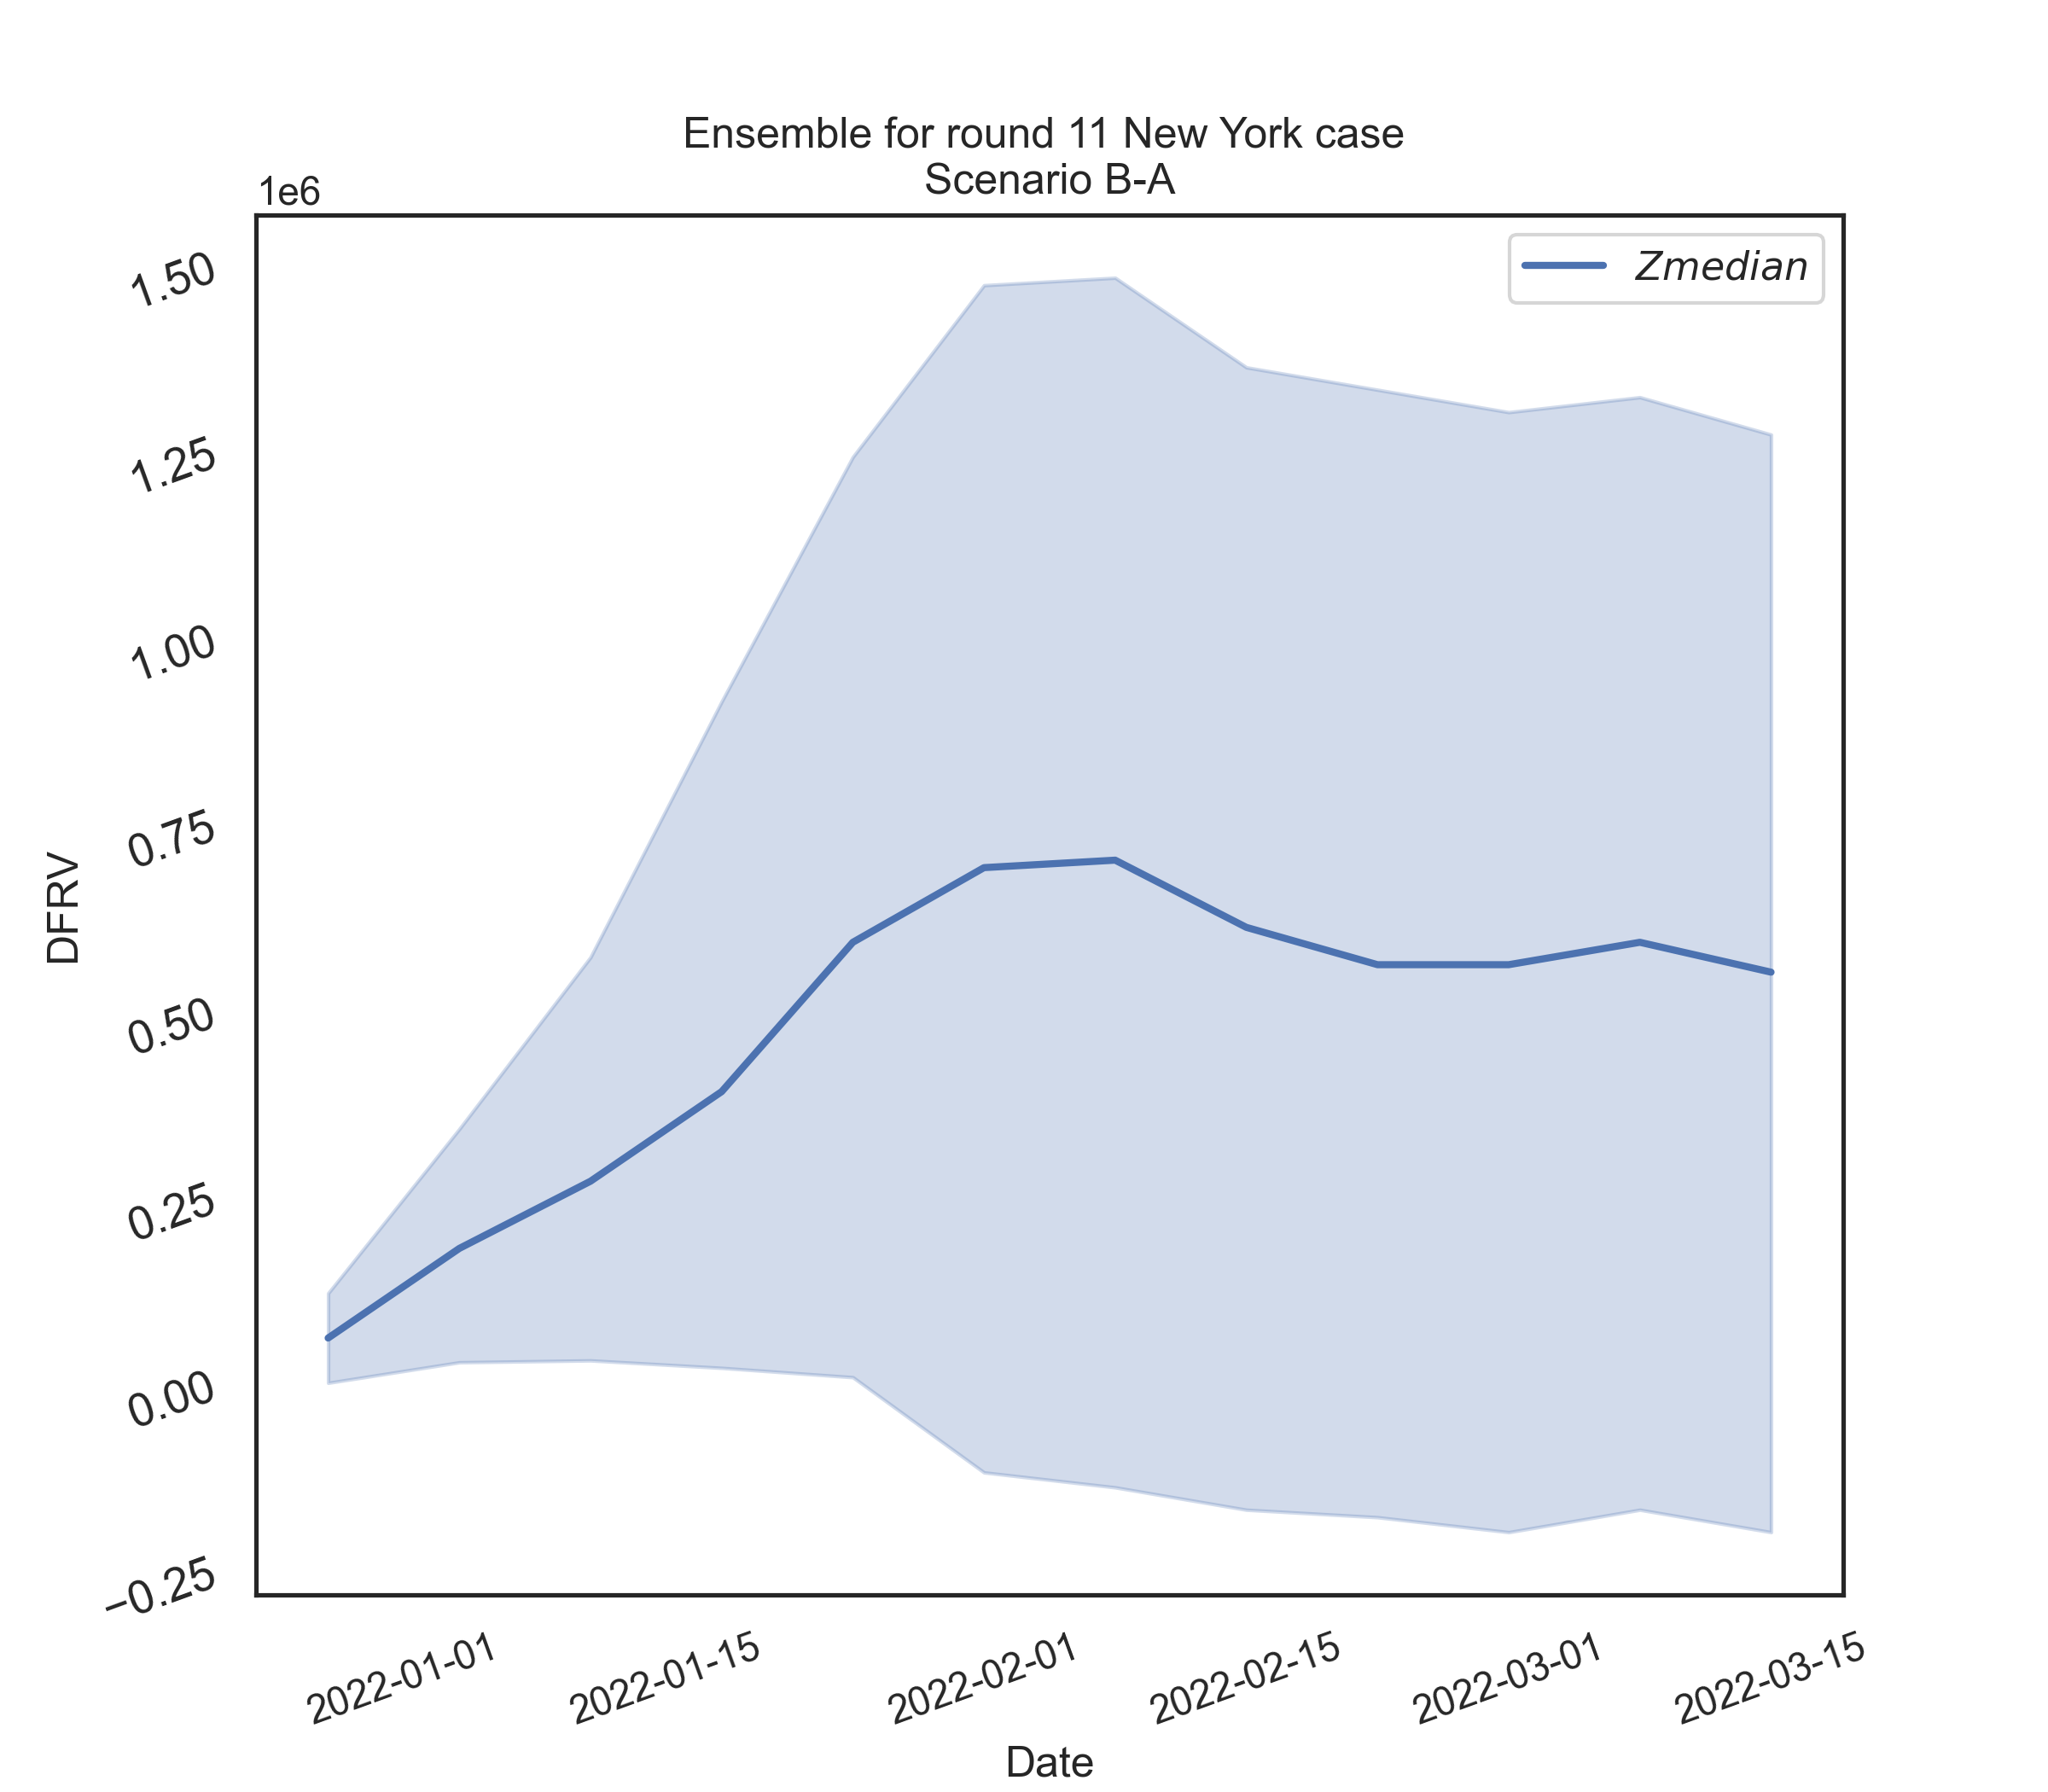 Ensemble for round 11 New York case
Scenario B-A
1e6
Zmedian
1.50
1.25
1.00
0.75
0.50
0.25
0.00
−0.25
DFRV
2022-01-01
2022-01-15
2022-02-01
2022-02-15
2022-03-01
2022-03-15
Date